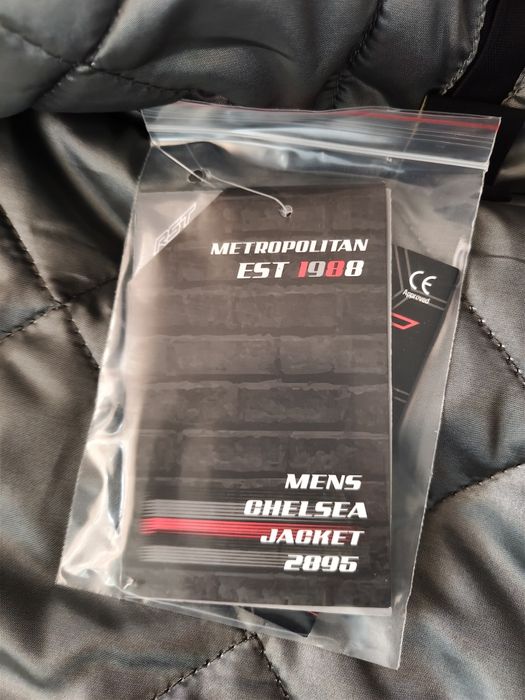 RST
METROPOLITAN
EST 1988
CE
Approved
MENS
CHELSEA
JACKET
2895